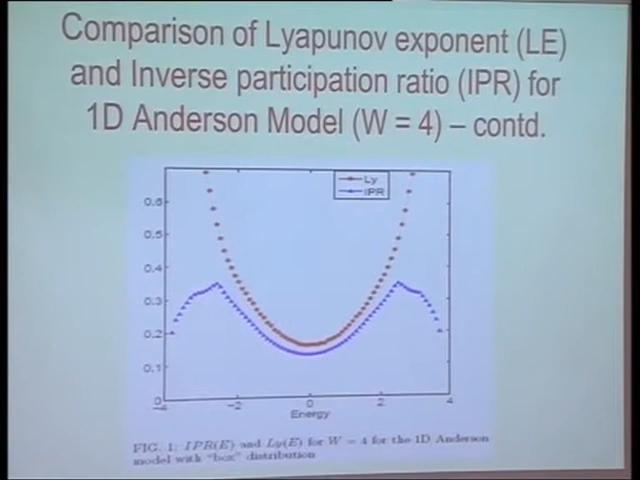 Comparison of Lyapunov exponent (LE)
and Inverse participation ratio (IPR) for
1D Anderson Model (W = 4) – contd.
Ly
IPR
0.6
0.5
0.4
0.3
0.2
0.1
0
−4
−2
0
2
4
Energy
FIG. 1: IPR(E) and Ly(E) for W = 4 for the 1D Anderson
model with "box" distribution